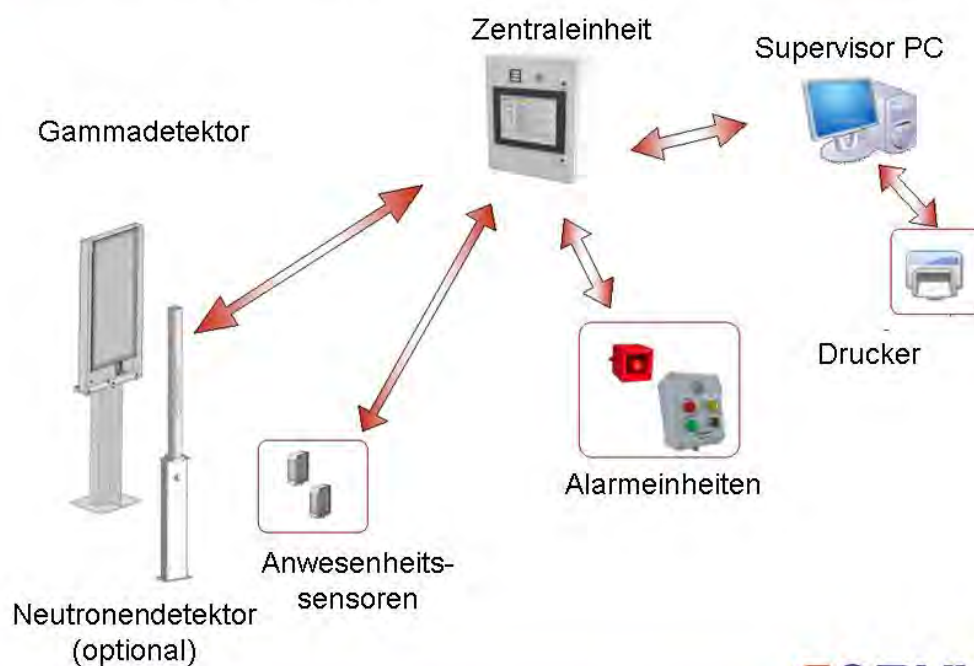 Zentraleinheit
Supervisor PC
Gammadetektor
Drucker
Alarmeinheiten
Anwesenheits-
sensoren
Neutronendetektor
(optional)